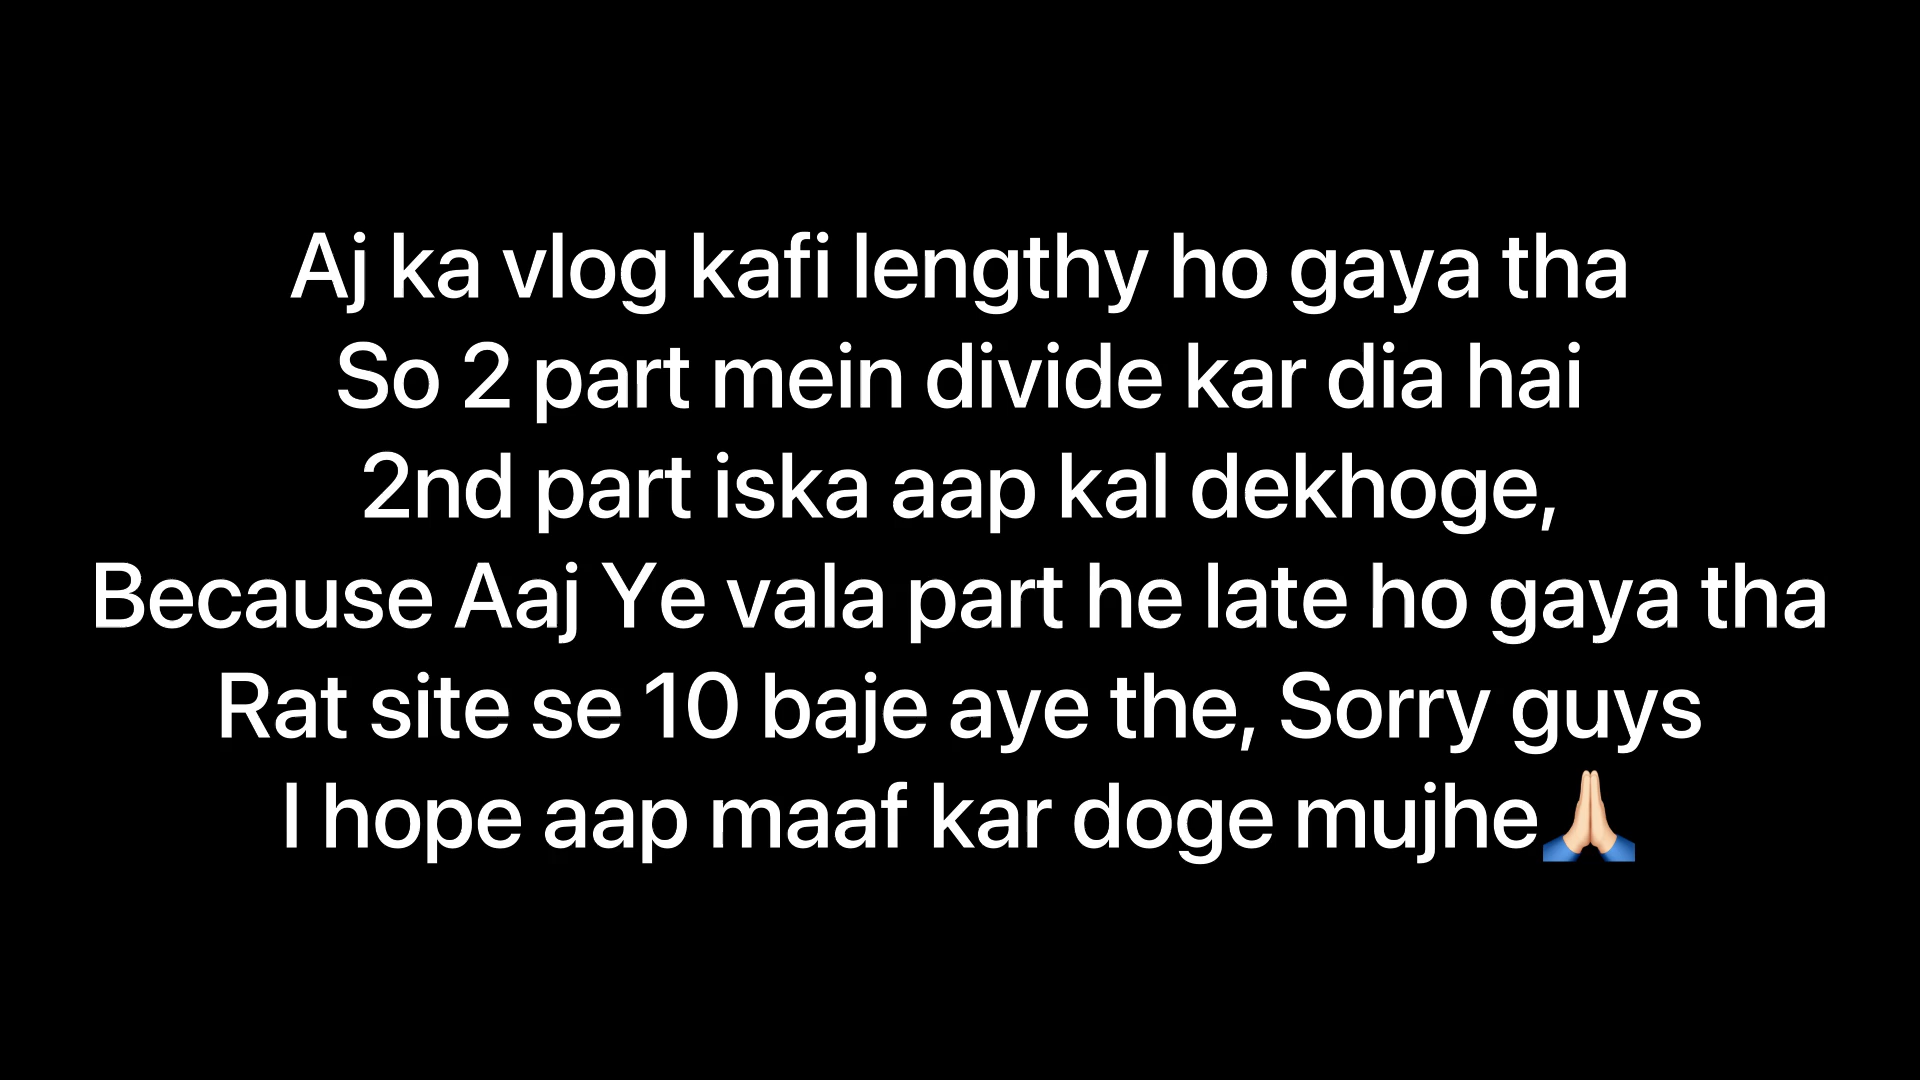 Aj ka vlog kafi lengthy ho gaya tha
So 2 part mein divide kar dia hai
2nd part iska aap kal dekhoge,
Because Aaj Ye vala part he late ho gaya tha
Rat site se 10 baje aye the, Sorry guys
I hope aap maaf kar doge mujhe🙏🏻